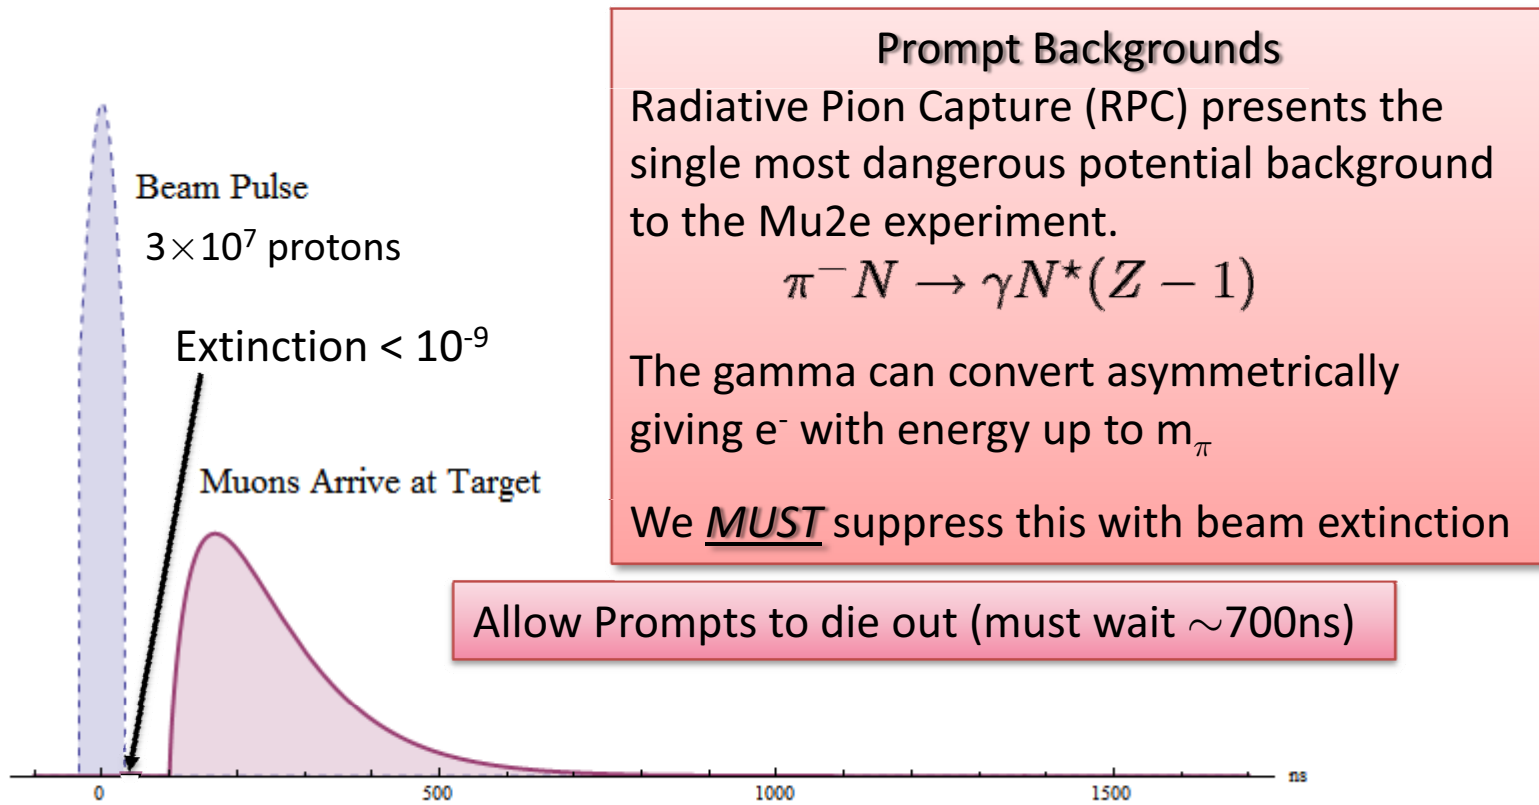 Prompt Backgrounds
Radiative Pion Capture (RPC) presents the
single most dangerous potential background
to the Mu2e experiment.
π⁻N → γN⋆(Z − 1)
The gamma can convert asymmetrically
giving e⁻ with energy up to mπ
We MUST suppress this with beam extinction
Beam Pulse
3×10⁷ protons
Extinction < 10⁻⁹
Muons Arrive at Target
Allow Prompts to die out (must wait ∼700ns)
ns
0 500 1000 1500